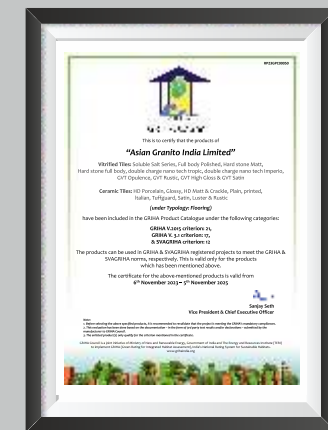 This is to certify that the products of
"Asian Granito India Limited"
Vitrified Tiles: Soluble Salt Series, Full body Polished, Hard stone Matt,
Hard stone full body, double charge nano tech tropic, double charge nano tech Imperio,
GVT Opulence, GVT Rustic, GVT High Gloss & GVT Satin
Ceramic Tiles: HD Porcelain, Glossy, HD Matt & Crackle, Plain, printed,
Italian, Tuffguard, Satin, Luster & Rustic
(under Typology: Flooring)
have been included in the GRIHA Product Catalogue under the following categories:
GRIHA V.2015 criterion: 21,
GRIHA V. 3.2 criterion: 17,
& SVAGRIHA criterion: 12
The products can be used in GRIHA & SVAGRIHA registered projects to meet the GRIHA &
SVAGRIHA norms, respectively. This is valid only for the products
which has been mentioned above.
The certificate for the above-mentioned products is valid from
6th November 2023 – 5th November 2025
Sanjay Seth
Vice President & Chief Executive Officer
Note: